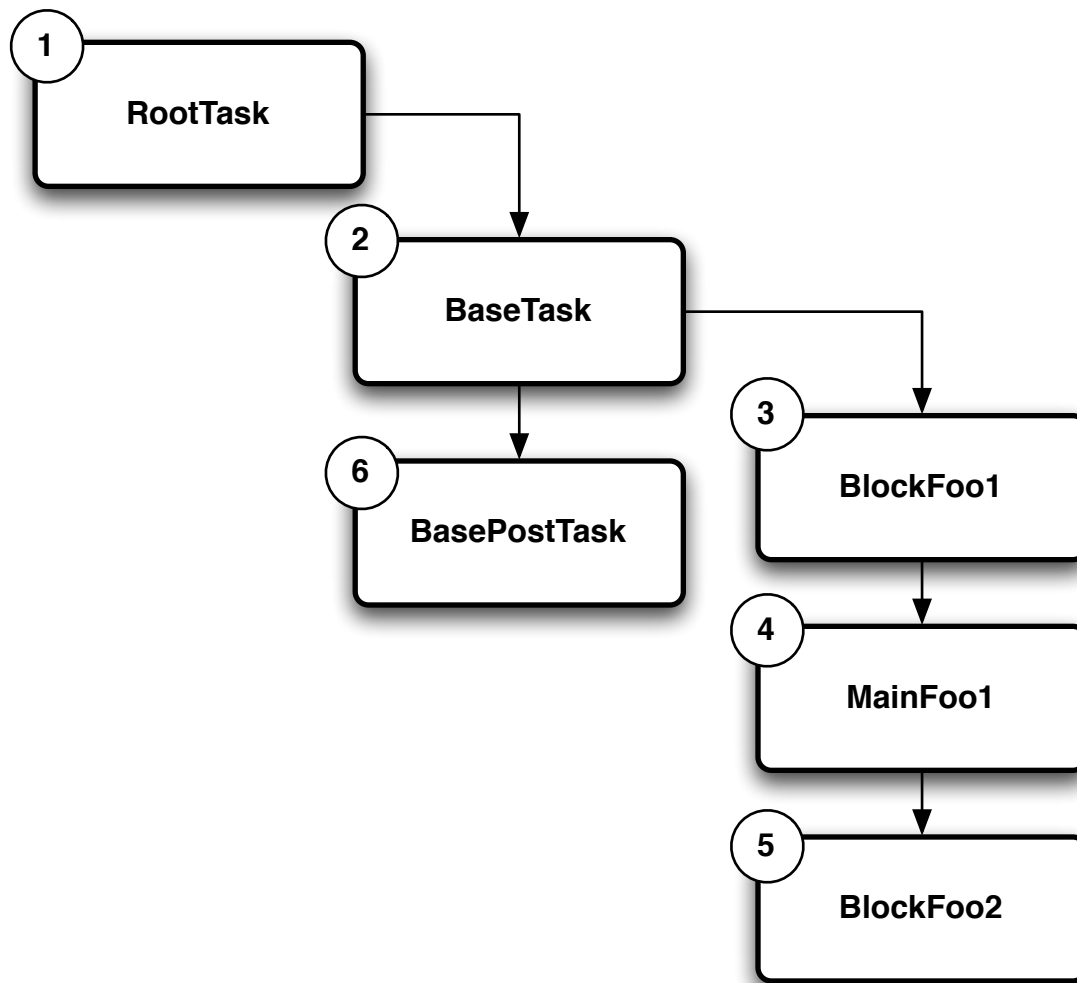 1
RootTask
2
BaseTask
3
BlockFoo1
6
BasePostTask
4
MainFoo1
5
BlockFoo2